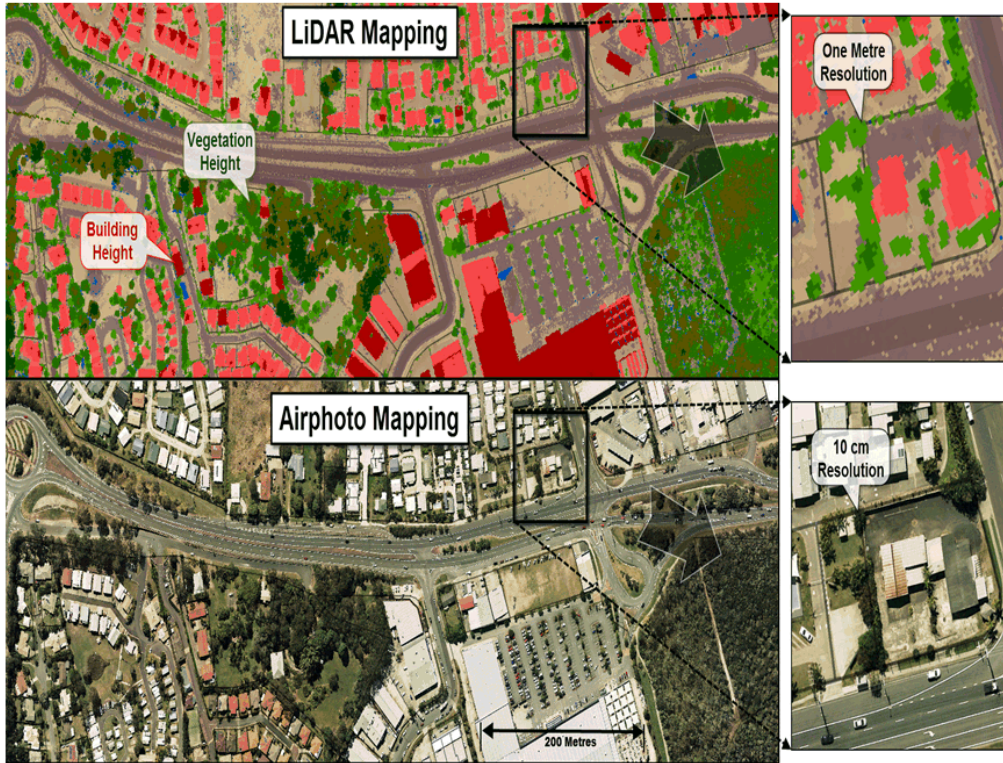 LiDAR Mapping
One Metre
Resolution
Vegetation
Height
Building
Height
Airphoto Mapping
10 cm
Resolution
200 Metres